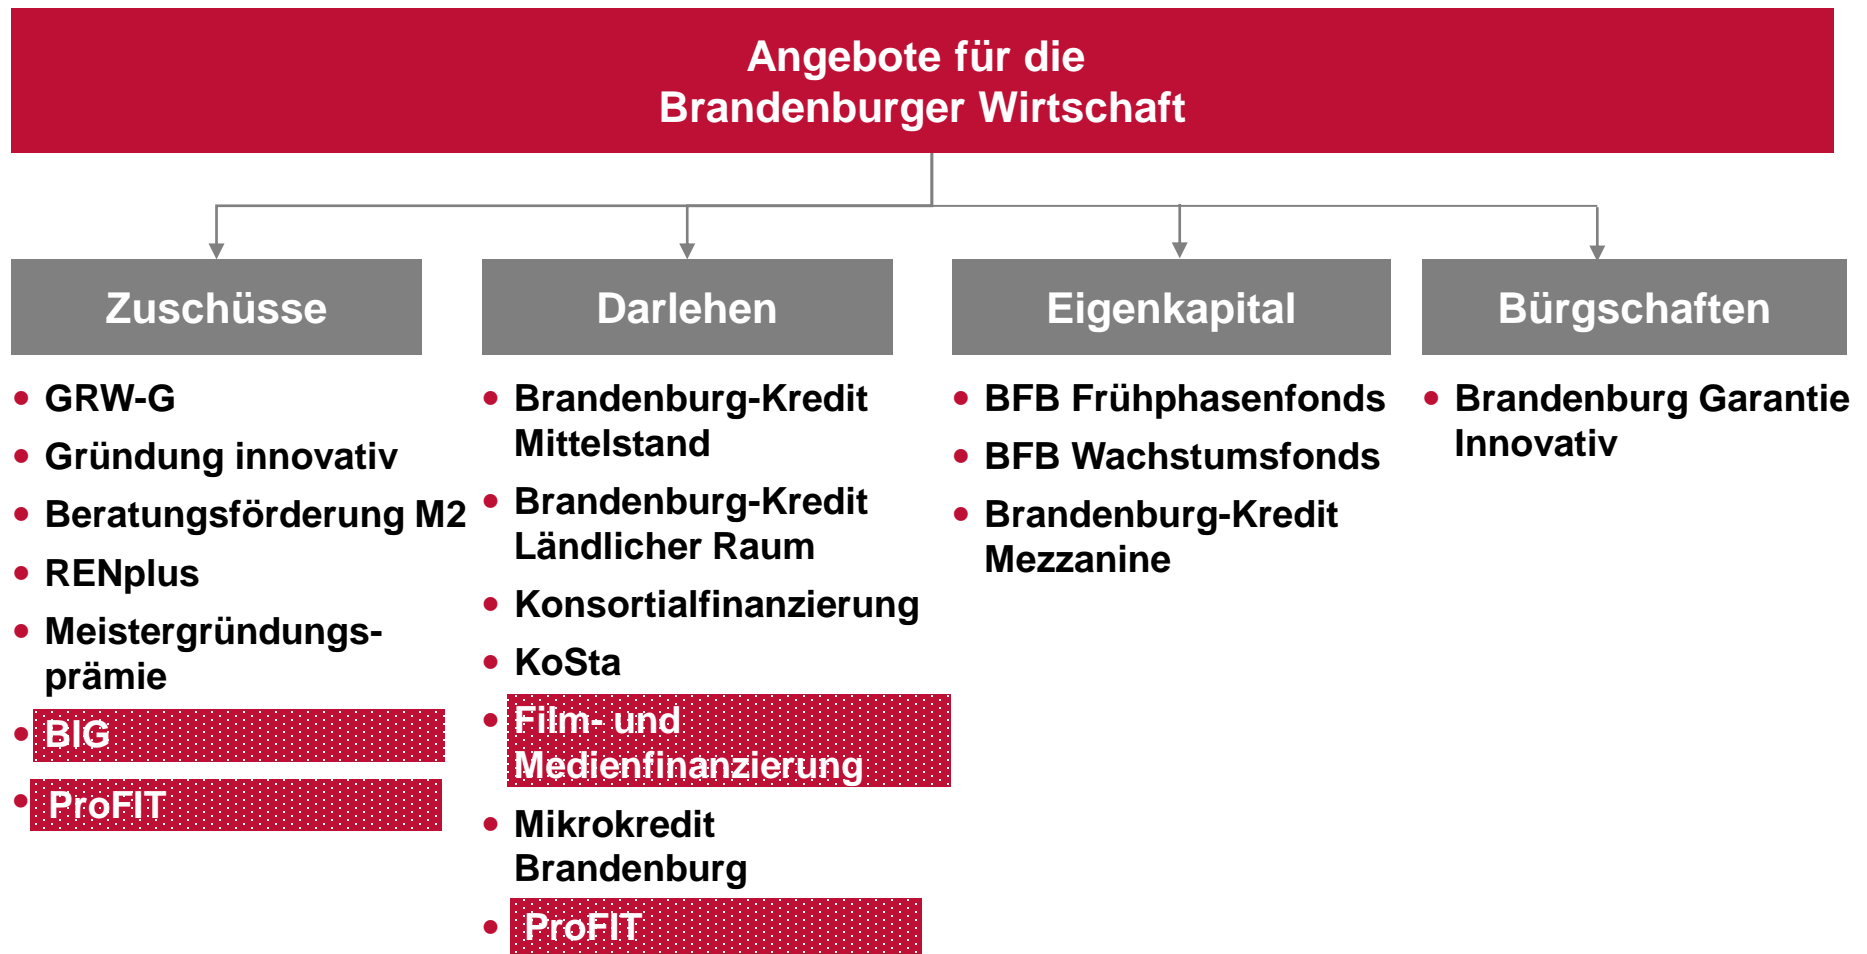 Angebote für die
Brandenburger Wirtschaft
Zuschüsse
• GRW-G
• Gründung innovativ
• Beratungsförderung M2
• RENplus
• Meistergründungs-
prämie
• BIG
• ProFIT
Darlehen
• Brandenburg-Kredit
Mittelstand
• Brandenburg-Kredit
Ländlicher Raum
• Konsortialfinanzierung
• KoSta
• Film- und
Medienfinanzierung
• Mikrokredit
Brandenburg
• ProFIT
Eigenkapital
• BFB Frühphasenfonds
• BFB Wachstumsfonds
• Brandenburg-Kredit
Mezzanine
Bürgschaften
• Brandenburg Garantie
Innovativ